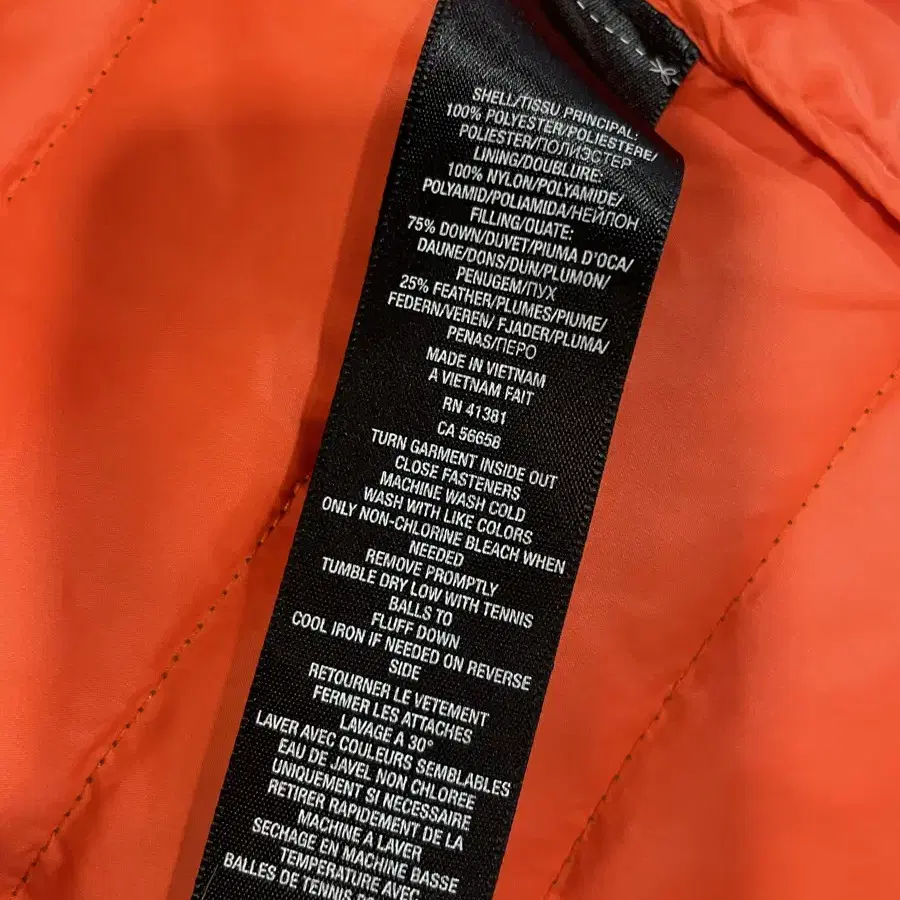 SHELL/TISSU PRINCIPAL:
100% POLYESTER/POLIESTERE/
POLIESTER/ПОЛИЭСТЕР
LINING/DOUBLURE:
100% NYLON/POLYAMIDE/
POLYAMID/POLIAMIDA/НЕЙЛОН
FILLING/OUATE:
75% DOWN/DUVET/PIUMA D'OCA/
DAUNE/DONS/DUN/PLUMON/
PENUGEM/ПУХ
25% FEATHER/PLUMES/PIUME/
FEDERN/VEREN/ FJADER/PLUMA/
PENAS/ПЕРО
MADE IN VIETNAM
A VIETNAM FAIT
RN 41381
CA 56658
TURN GARMENT INSIDE OUT
CLOSE FASTENERS
MACHINE WASH COLD
WASH WITH LIKE COLORS
ONLY NON-CHLORINE BLEACH WHEN
NEEDED
REMOVE PROMPTLY
TUMBLE DRY LOW WITH TENNIS
BALLS TO
FLUFF DOWN
COOL IRON IF NEEDED ON REVERSE
SIDE
RETOURNER LE VETEMENT
FERMER LES ATTACHES
LAVAGE A 30°
LAVER AVEC COULEURS SEMBLABLES
EAU DE JAVEL NON CHLOREE
UNIQUEMENT SI NECESSAIRE
RETIRER RAPIDEMENT DE LA
MACHINE A LAVER
SECHAGE EN MACHINE BASSE
TEMPERATURE AVEC
BALLES DE TENNIS